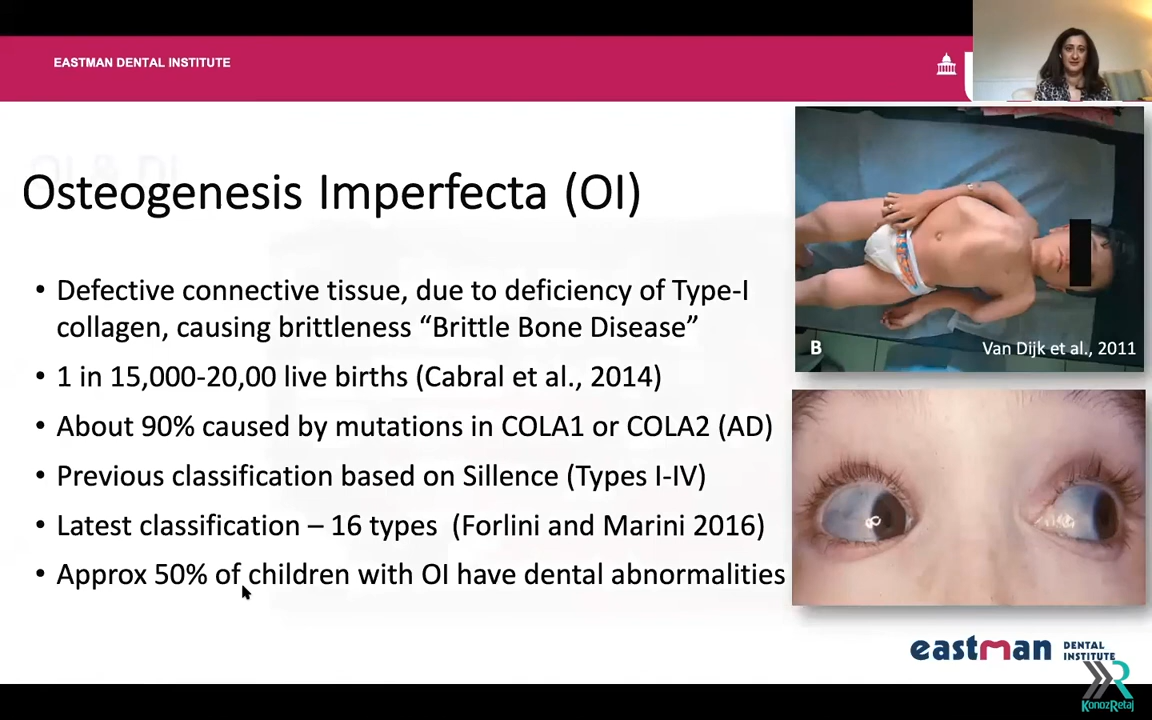 EASTMAN DENTAL INSTITUTE
OI & DI
Osteogenesis Imperfecta (OI)
• Defective connective tissue, due to deficiency of Type-I
collagen, causing brittleness “Brittle Bone Disease”
• 1 in 15,000-20,00 live births (Cabral et al., 2014)
• About 90% caused by mutations in COLA1 or COLA2 (AD)
• Previous classification based on Sillence (Types I-IV)
• Latest classification – 16 types (Forlini and Marini 2016)
• Approx 50% of children with OI have dental abnormalities
B
Van Dijk et al., 2011
eastman DENTAL
INSTITUTE
KonozRetaj